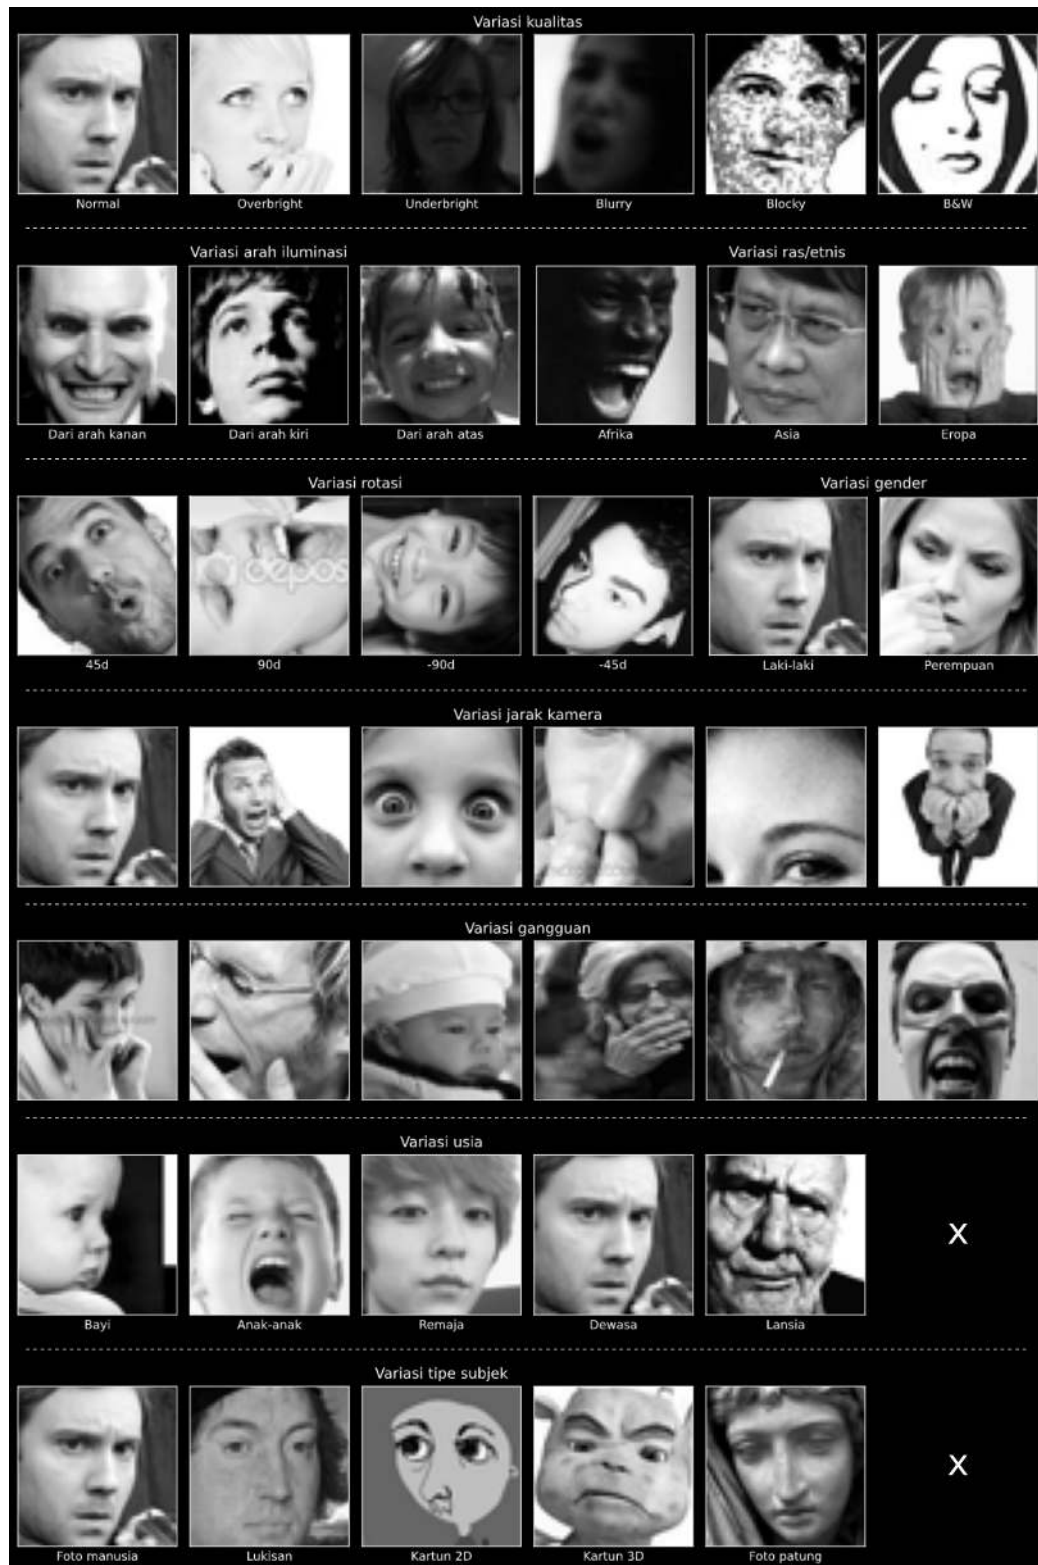 Variasi kualitas
Normal Overbright Underbright Blurry Blocky B&W
Variasi arah iluminasi Variasi ras/etnis
Dari arah kanan Dari arah kiri Dari arah atas Afrika Asia Eropa
Variasi rotasi Variasi gender
depos
45d 90d -90d -45d Laki-laki Perempuan
Variasi jarak kamera
Variasi gangguan
Variasi usia
X
Bayi Anak-anak Remaja Dewasa Lansia
Variasi tipe subjek
X
Foto manusia Lukisan Kartun 2D Kartun 3D Foto patung